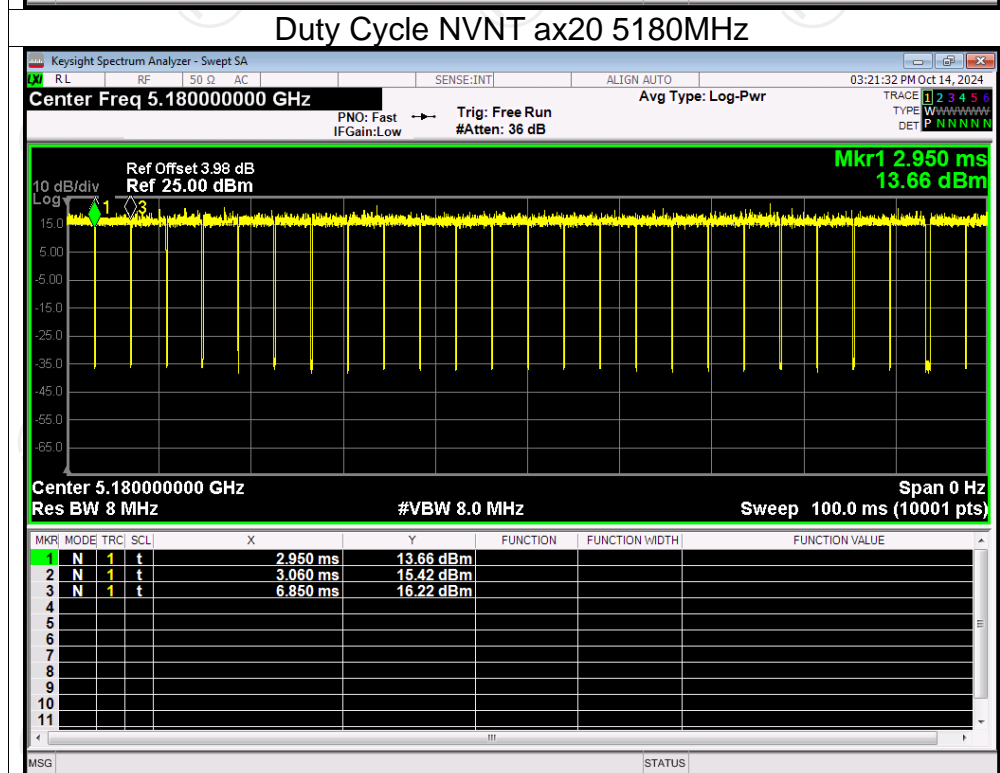 Duty Cycle NVNT ax20 5180MHz
Keysight Spectrum Analyzer - Swept SA
LXI RL RF 50 Ω AC SENSE:INT ALIGN AUTO 03:21:32 PM Oct 14, 2024
Center Freq 5.180000000 GHz
PNO: Fast
IFGain:Low
Trig: Free Run
#Atten: 36 dB
Avg Type: Log-Pwr
TRACE 1 2 3 4 5 6
TYPE WWWWWW
DET P N N N N N
Mkr1 2.950 ms
13.66 dBm
Ref Offset 3.98 dB
10 dB/div Ref 25.00 dBm
Log
1 3
15.0
5.00
-5.00
-15.0
-25.0
-35.0
-45.0
-55.0
-65.0
Center 5.180000000 GHz Span 0 Hz
Res BW 8 MHz #VBW 8.0 MHz Sweep 100.0 ms (10001 pts)
MKR MODE TRC SCL X Y FUNCTION FUNCTION WIDTH FUNCTION VALUE
1 N 1 t 2.950 ms 13.66 dBm
2 N 1 t 3.060 ms 15.42 dBm
3 N 1 t 6.850 ms 16.22 dBm
4
5
6
7
8
9
10
11
MSG STATUS